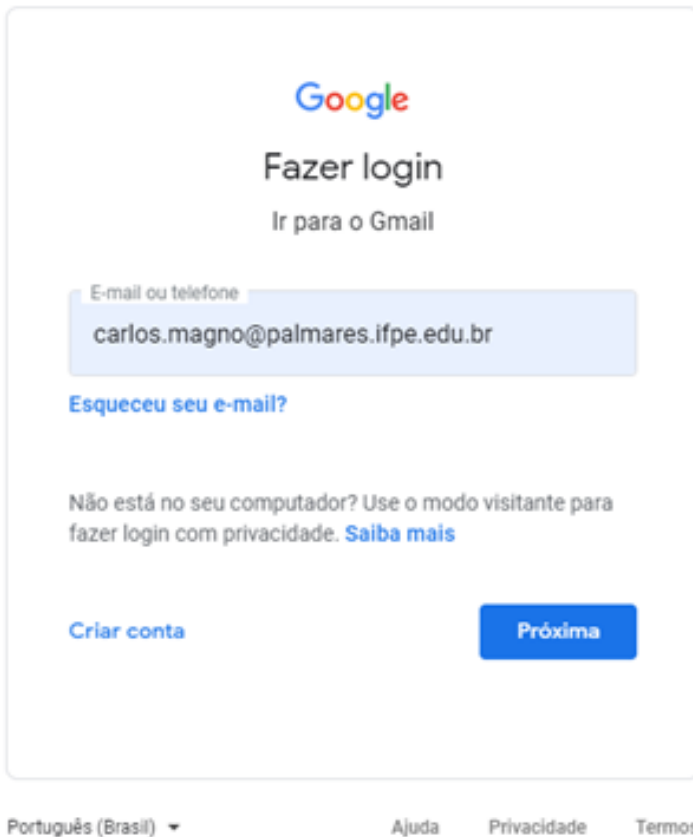 Google
Fazer login
Ir para o Gmail
E-mail ou telefone
carlos.magno@palmares.ifpe.edu.br
Esqueceu seu e-mail?
Não está no seu computador? Use o modo visitante para
fazer login com privacidade. Saiba mais
Criar conta Próxima
Português (Brasil) Ajuda Privacidade Termos